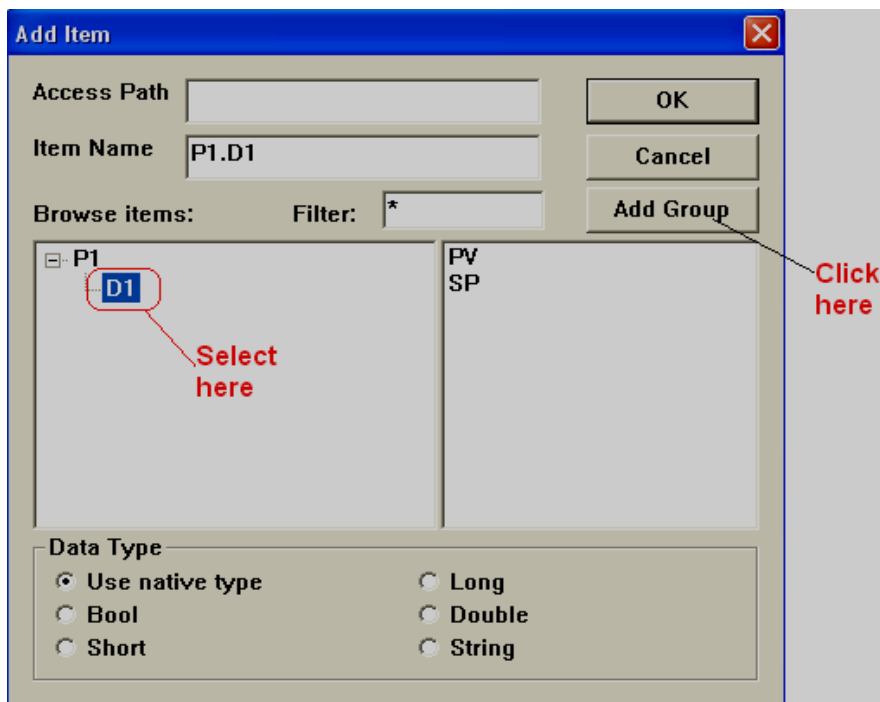 Add Item
Access Path
OK
Item Name
P1.D1
Cancel
Browse items:
Filter:
*
Add Group
P1
D1
PV
SP
Click
here
Select
here
Data Type
Use native type
Long
Bool
Double
Short
String